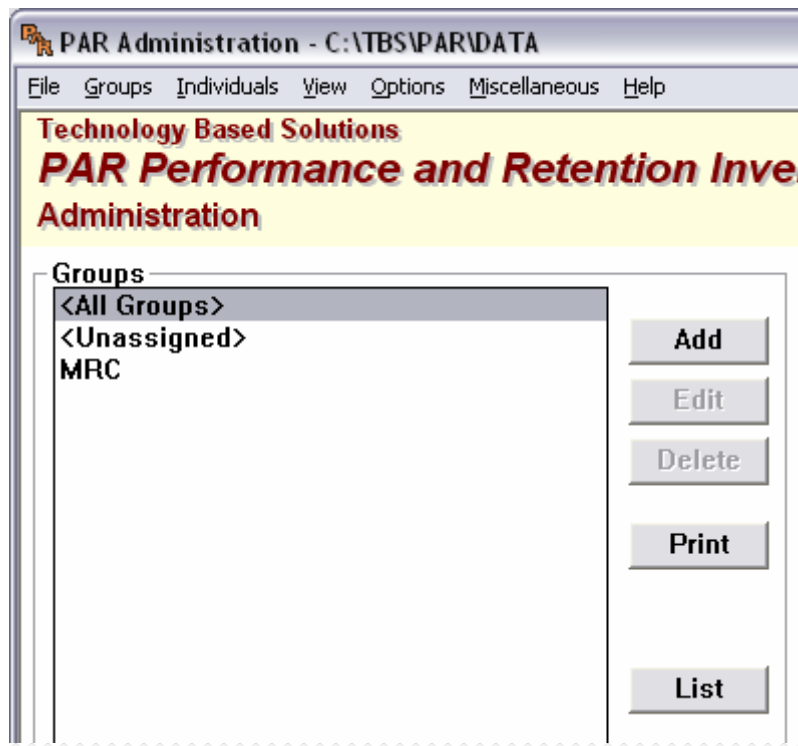 PAR Administration - C:\TBS\PAR\DATA
File Groups Individuals View Options Miscellaneous Help
Technology Based Solutions
PAR Performance and Retention Inve
Administration
Groups
<All Groups>
<Unassigned>
MRC
Add
Edit
Delete
Print
List